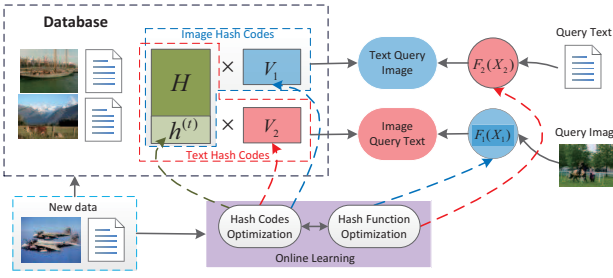 Database
Image Hash Codes
H
×
V₁
h⁽ᵗ⁾
×
V₂
Text Hash Codes
Text Query
Image
F₂(X₂)
Query Text
Image
Query Text
F₁(X₁)
Query Imag
New data
Hash Codes
Optimization
Hash Function
Optimization
Online Learning